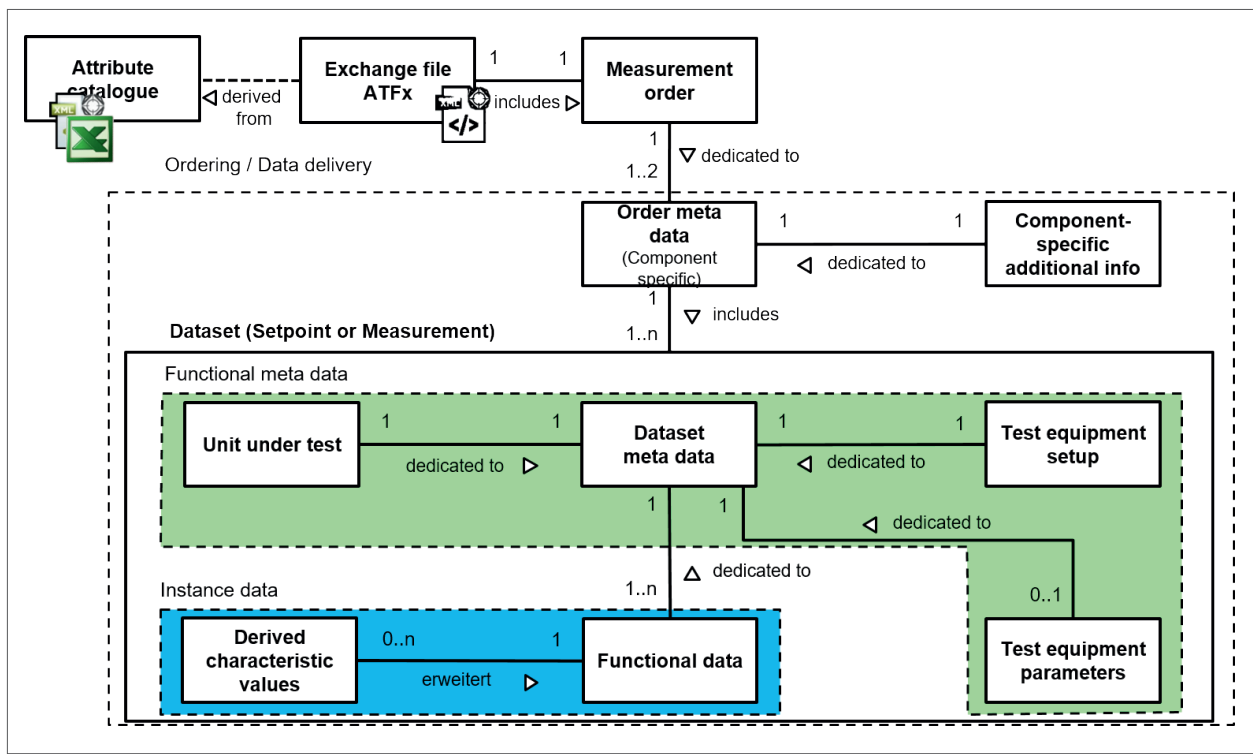 Attribute
catalogue
XML
derived
from
Exchange file
ATFx
XML
</>
1
1
includes
Measurement
order
Ordering / Data delivery
1
1..2
dedicated to
Order meta
data
(Component
specific)
1
1
dedicated to
Component-
specific
additional info
1
1..n
includes
Dataset (Setpoint or Measurement)
Functional meta data
Unit under test
1
1
dedicated to
Dataset
meta data
1
1
dedicated to
Test equipment
setup
1
1
dedicated to
1..n
dedicated to
0..1
Instance data
Derived
characteristic
values
0..n
1
erweitert
Functional data
Test equipment
parameters